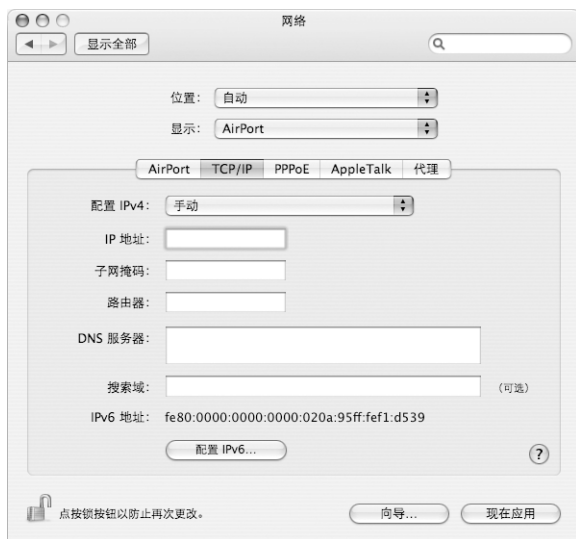 网络
显示全部
位置： 自动
显示： AirPort
AirPort TCP/IP PPPoE AppleTalk 代理
配置 IPv4： 手动
IP 地址：
子网掩码：
路由器：
DNS 服务器：
搜索域： (可选)
IPv6 地址： fe80:0000:0000:0000:020a:95ff:fef1:d539
配置 IPv6...
?
点按锁按钮以防止再次更改。 向导... 现在应用